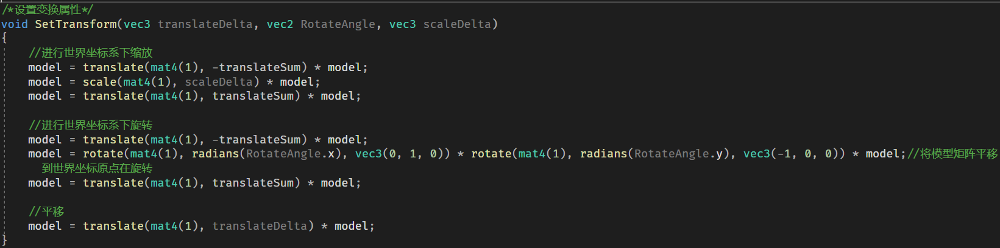 /*设置变换属性*/
void SetTransform(vec3 translateDelta, vec2 RotateAngle, vec3 scaleDelta)
{
//进行世界坐标系下缩放
model = translate(mat4(1), -translateSum) * model;
model = scale(mat4(1), scaleDelta) * model;
model = translate(mat4(1), translateSum) * model;
//进行世界坐标系下旋转
model = translate(mat4(1), -translateSum) * model;
model = rotate(mat4(1), radians(RotateAngle.x), vec3(0, 1, 0)) * rotate(mat4(1), radians(RotateAngle.y), vec3(-1, 0, 0)) * model;//将模型矩阵平移
到世界坐标原点在旋转
model = translate(mat4(1), translateSum) * model;
//平移
model = translate(mat4(1), translateDelta) * model;
}